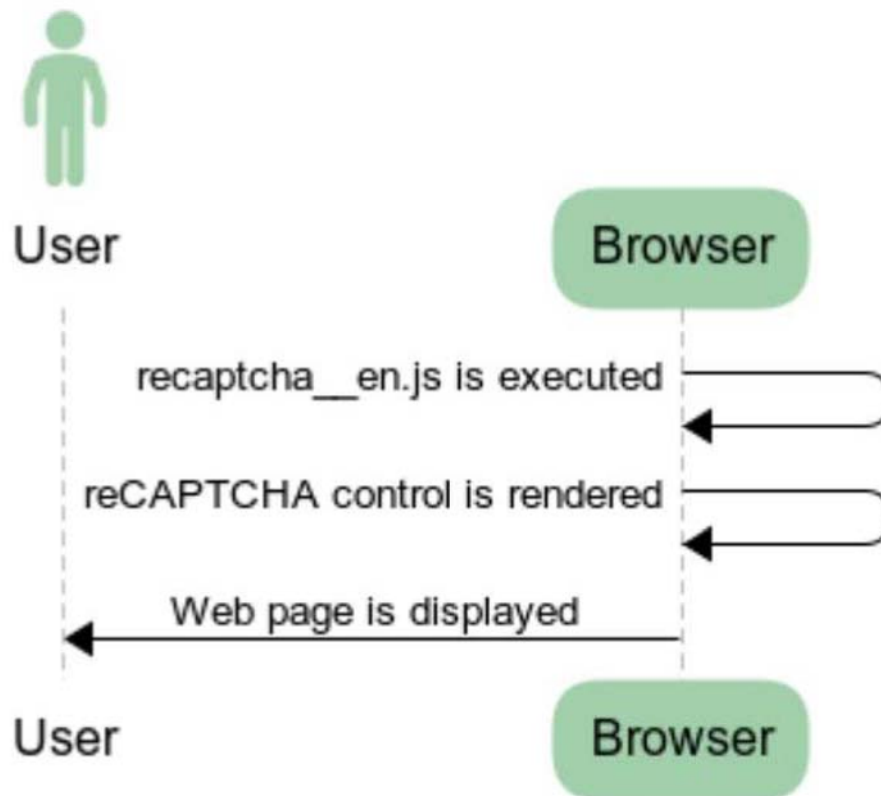 User
Browser
recaptcha__en.js is executed
reCAPTCHA control is rendered
Web page is displayed
User
Browser